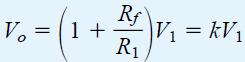 V_o = (1 + R_f / R_1) V_1 = kV_1